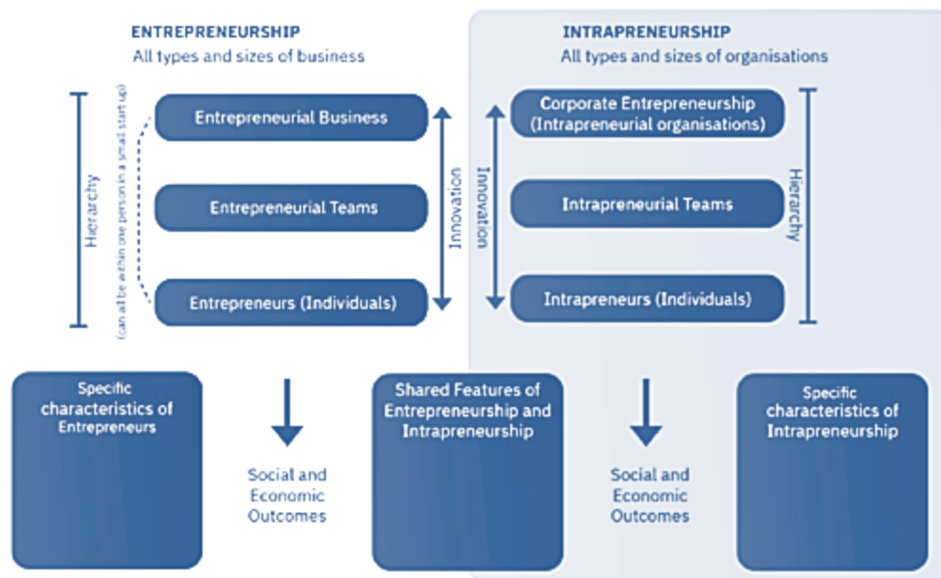 ENTREPRENEURSHIP
All types and sizes of business
Hierarchy
(can all be within one person in a small start up)
Entrepreneurial Business
Entrepreneurial Teams
Entrepreneurs (Individuals)
Innovation
INTRAPRENEURSHIP
All types and sizes of organisations
Innovation
Corporate Entrepreneurship
(Intrapreneurial organisations)
Intrapreneurial Teams
Intrapreneurs (Individuals)
Hierarchy
Specific
characteristics of
Entrepreneurs
Social and
Economic
Outcomes
Shared Features of
Entrepreneurship and
Intrapreneurship
Social and
Economic
Outcomes
Specific
characteristics of
Intrapreneurship